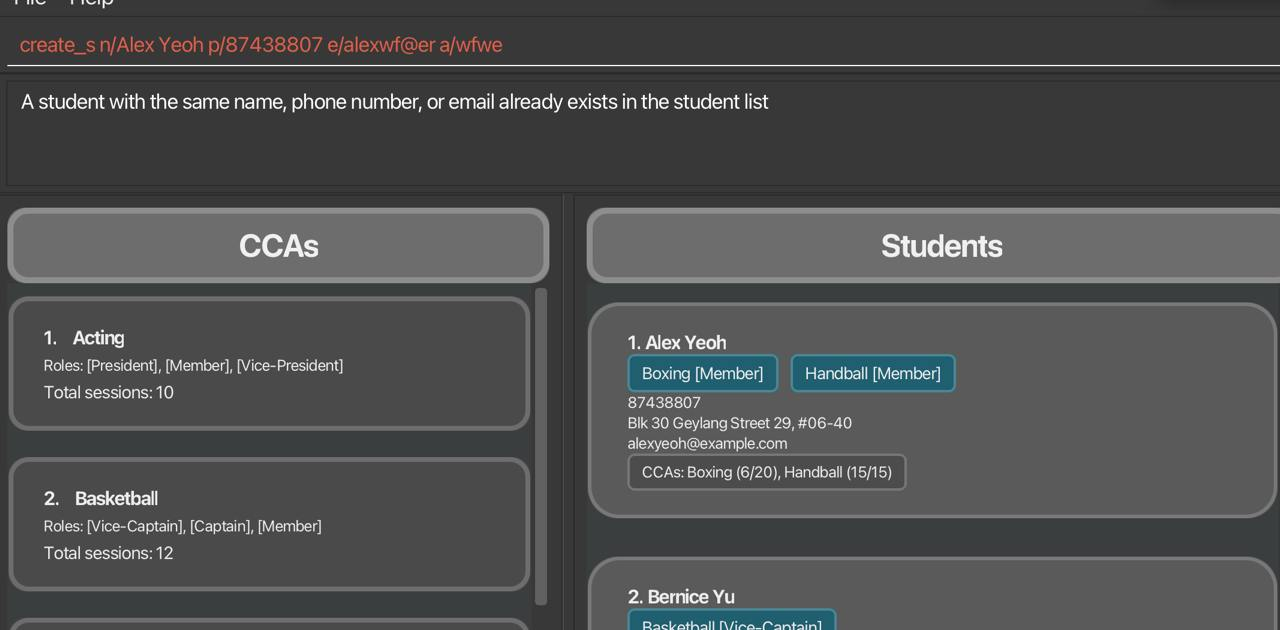 File Help
create_s n/Alex Yeoh p/87438807 e/alexwf@er a/wfwe
A student with the same name, phone number, or email already exists in the student list
CCAs
1. Acting
Roles: [President], [Member], [Vice-President]
Total sessions: 10
2. Basketball
Roles: [Vice-Captain], [Captain], [Member]
Total sessions: 12
Students
1. Alex Yeoh
Boxing [Member] Handball [Member]
87438807
Blk 30 Geylang Street 29, #06-40
alexyeoh@example.com
CCAs: Boxing (6/20), Handball (15/15)
2. Bernice Yu
Basketball [Vice-Captain]